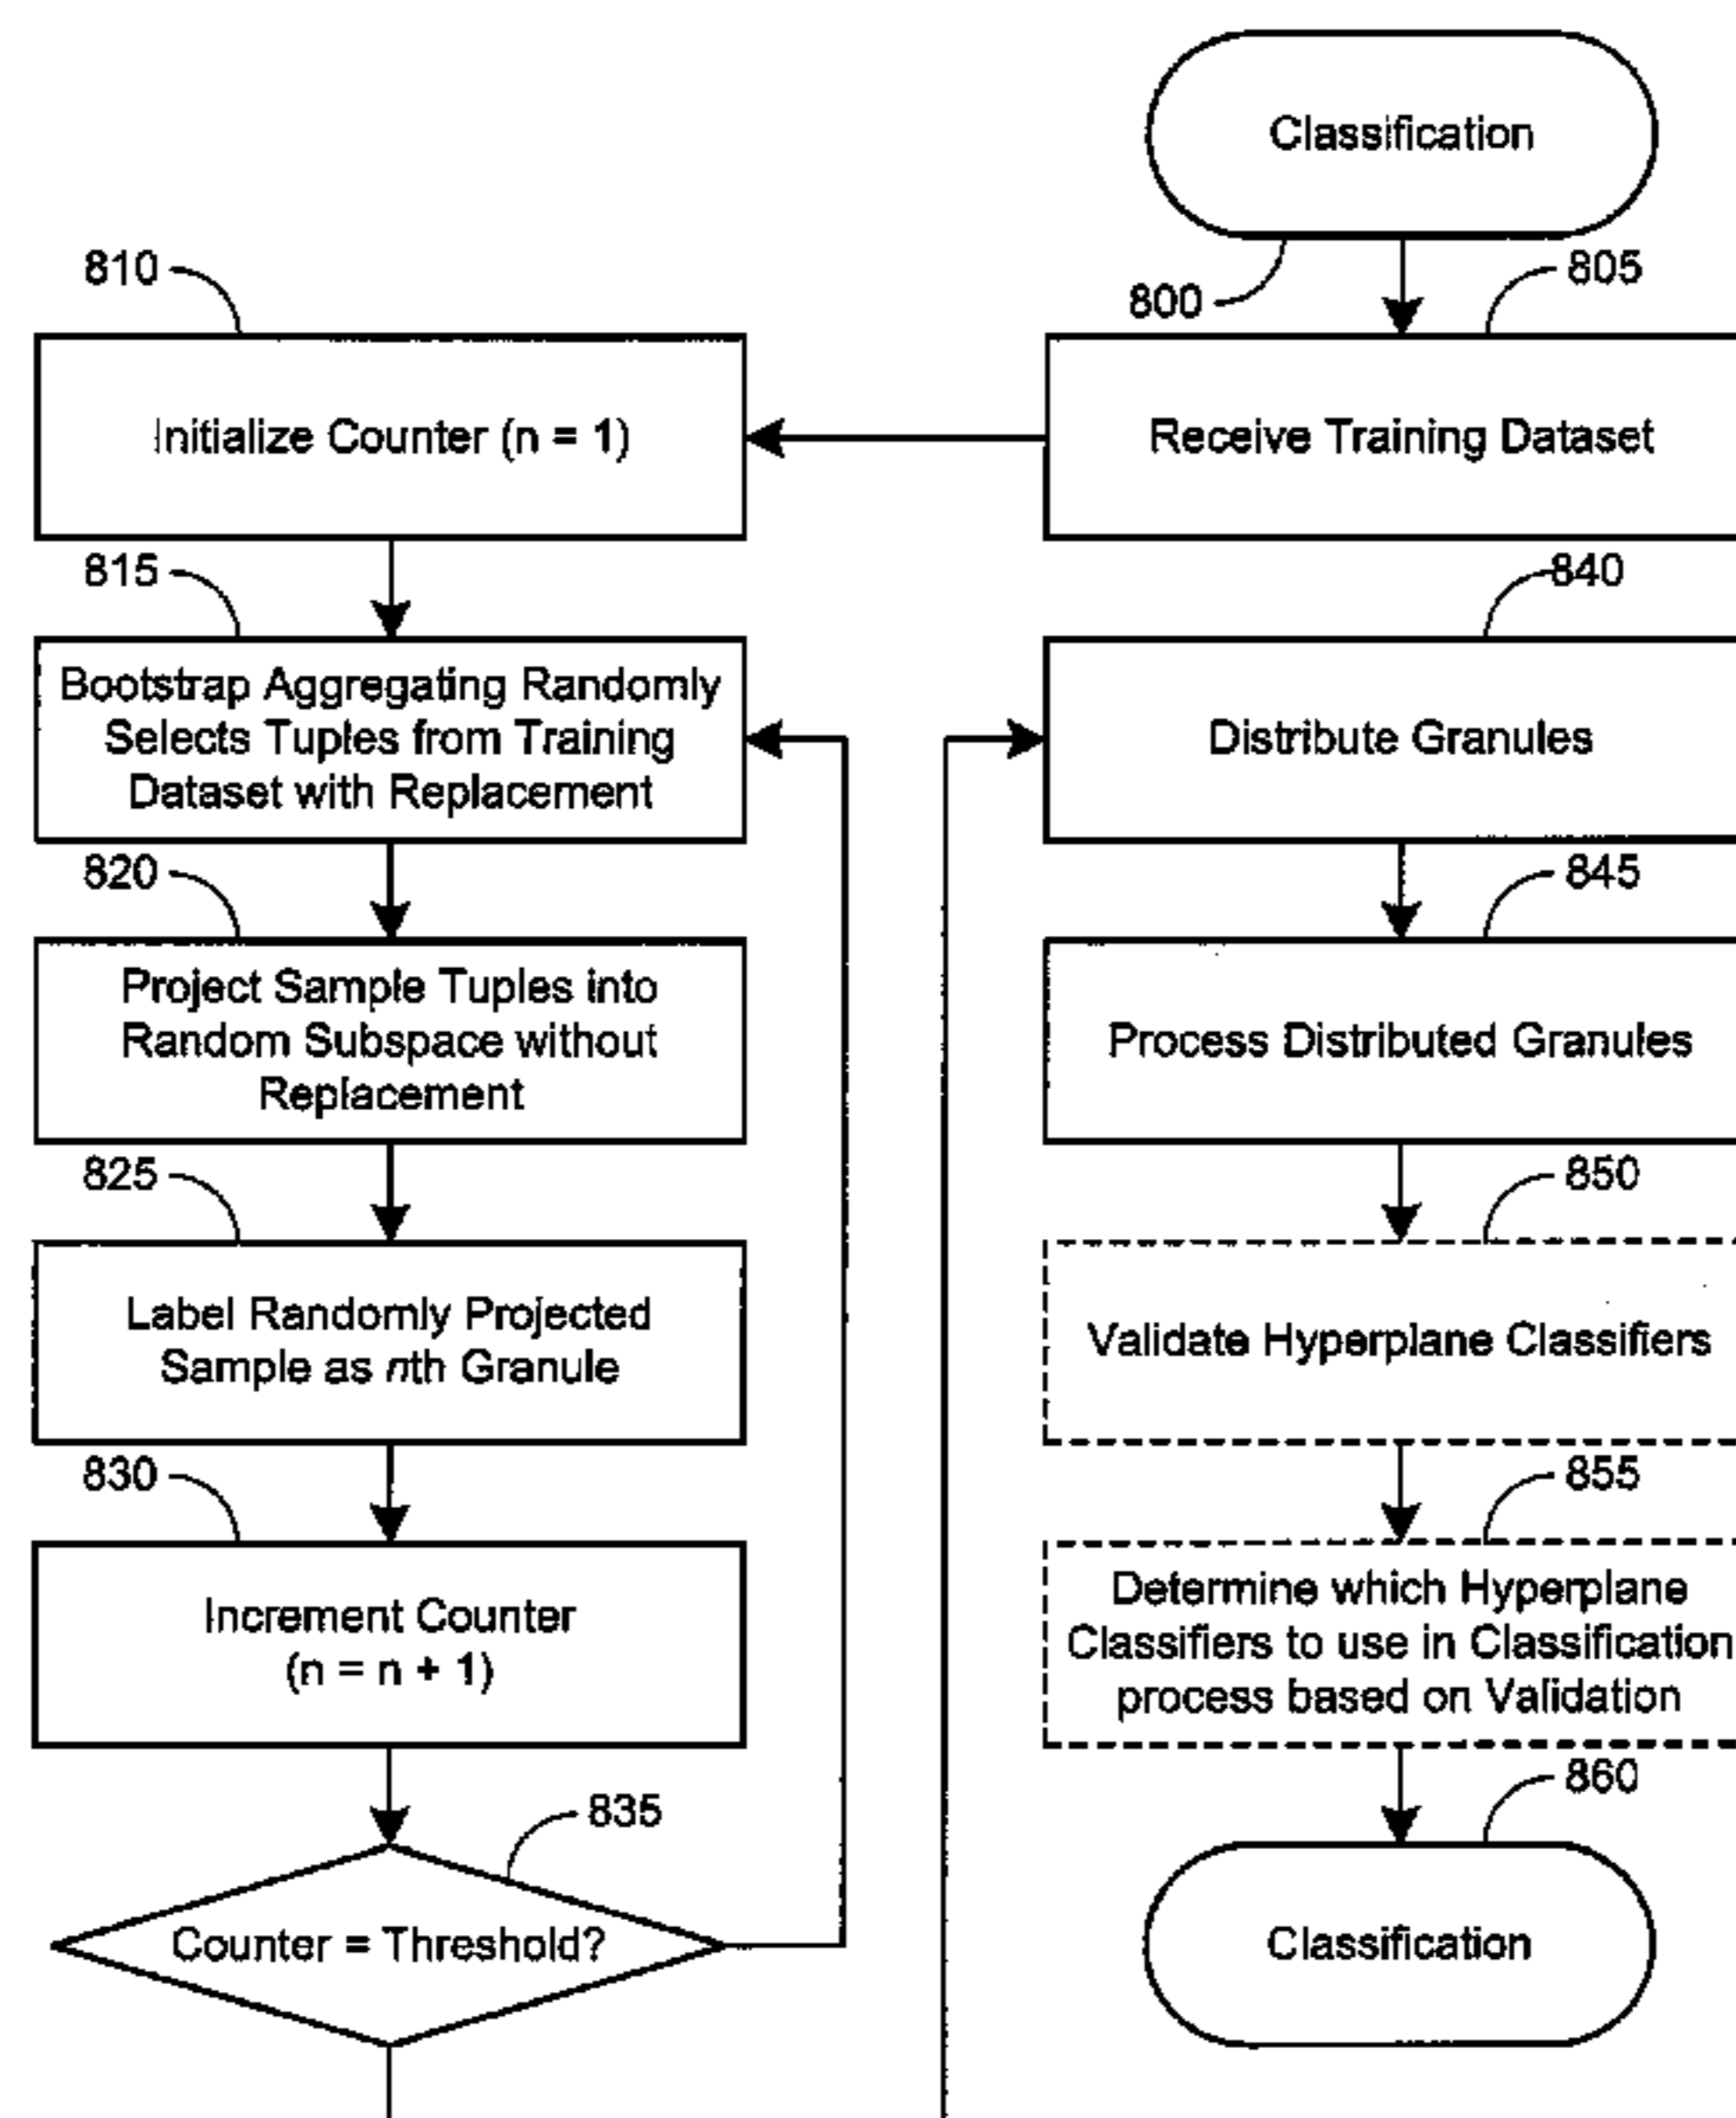 Classification
800
805
Receive Training Dataset
810
Initialize Counter (n = 1)
815
Bootstrap Aggregating Randomly
Selects Tuples from Training
Dataset with Replacement
820
Project Sample Tuples into
Random Subspace without
Replacement
825
Label Randomly Projected
Sample as nth Granule
830
Increment Counter
(n = n + 1)
835
Counter = Threshold?
840
Distribute Granules
845
Process Distributed Granules
850
Validate Hyperplane Classifiers
855
Determine which Hyperplane
Classifiers to use in Classification
process based on Validation
860
Classification